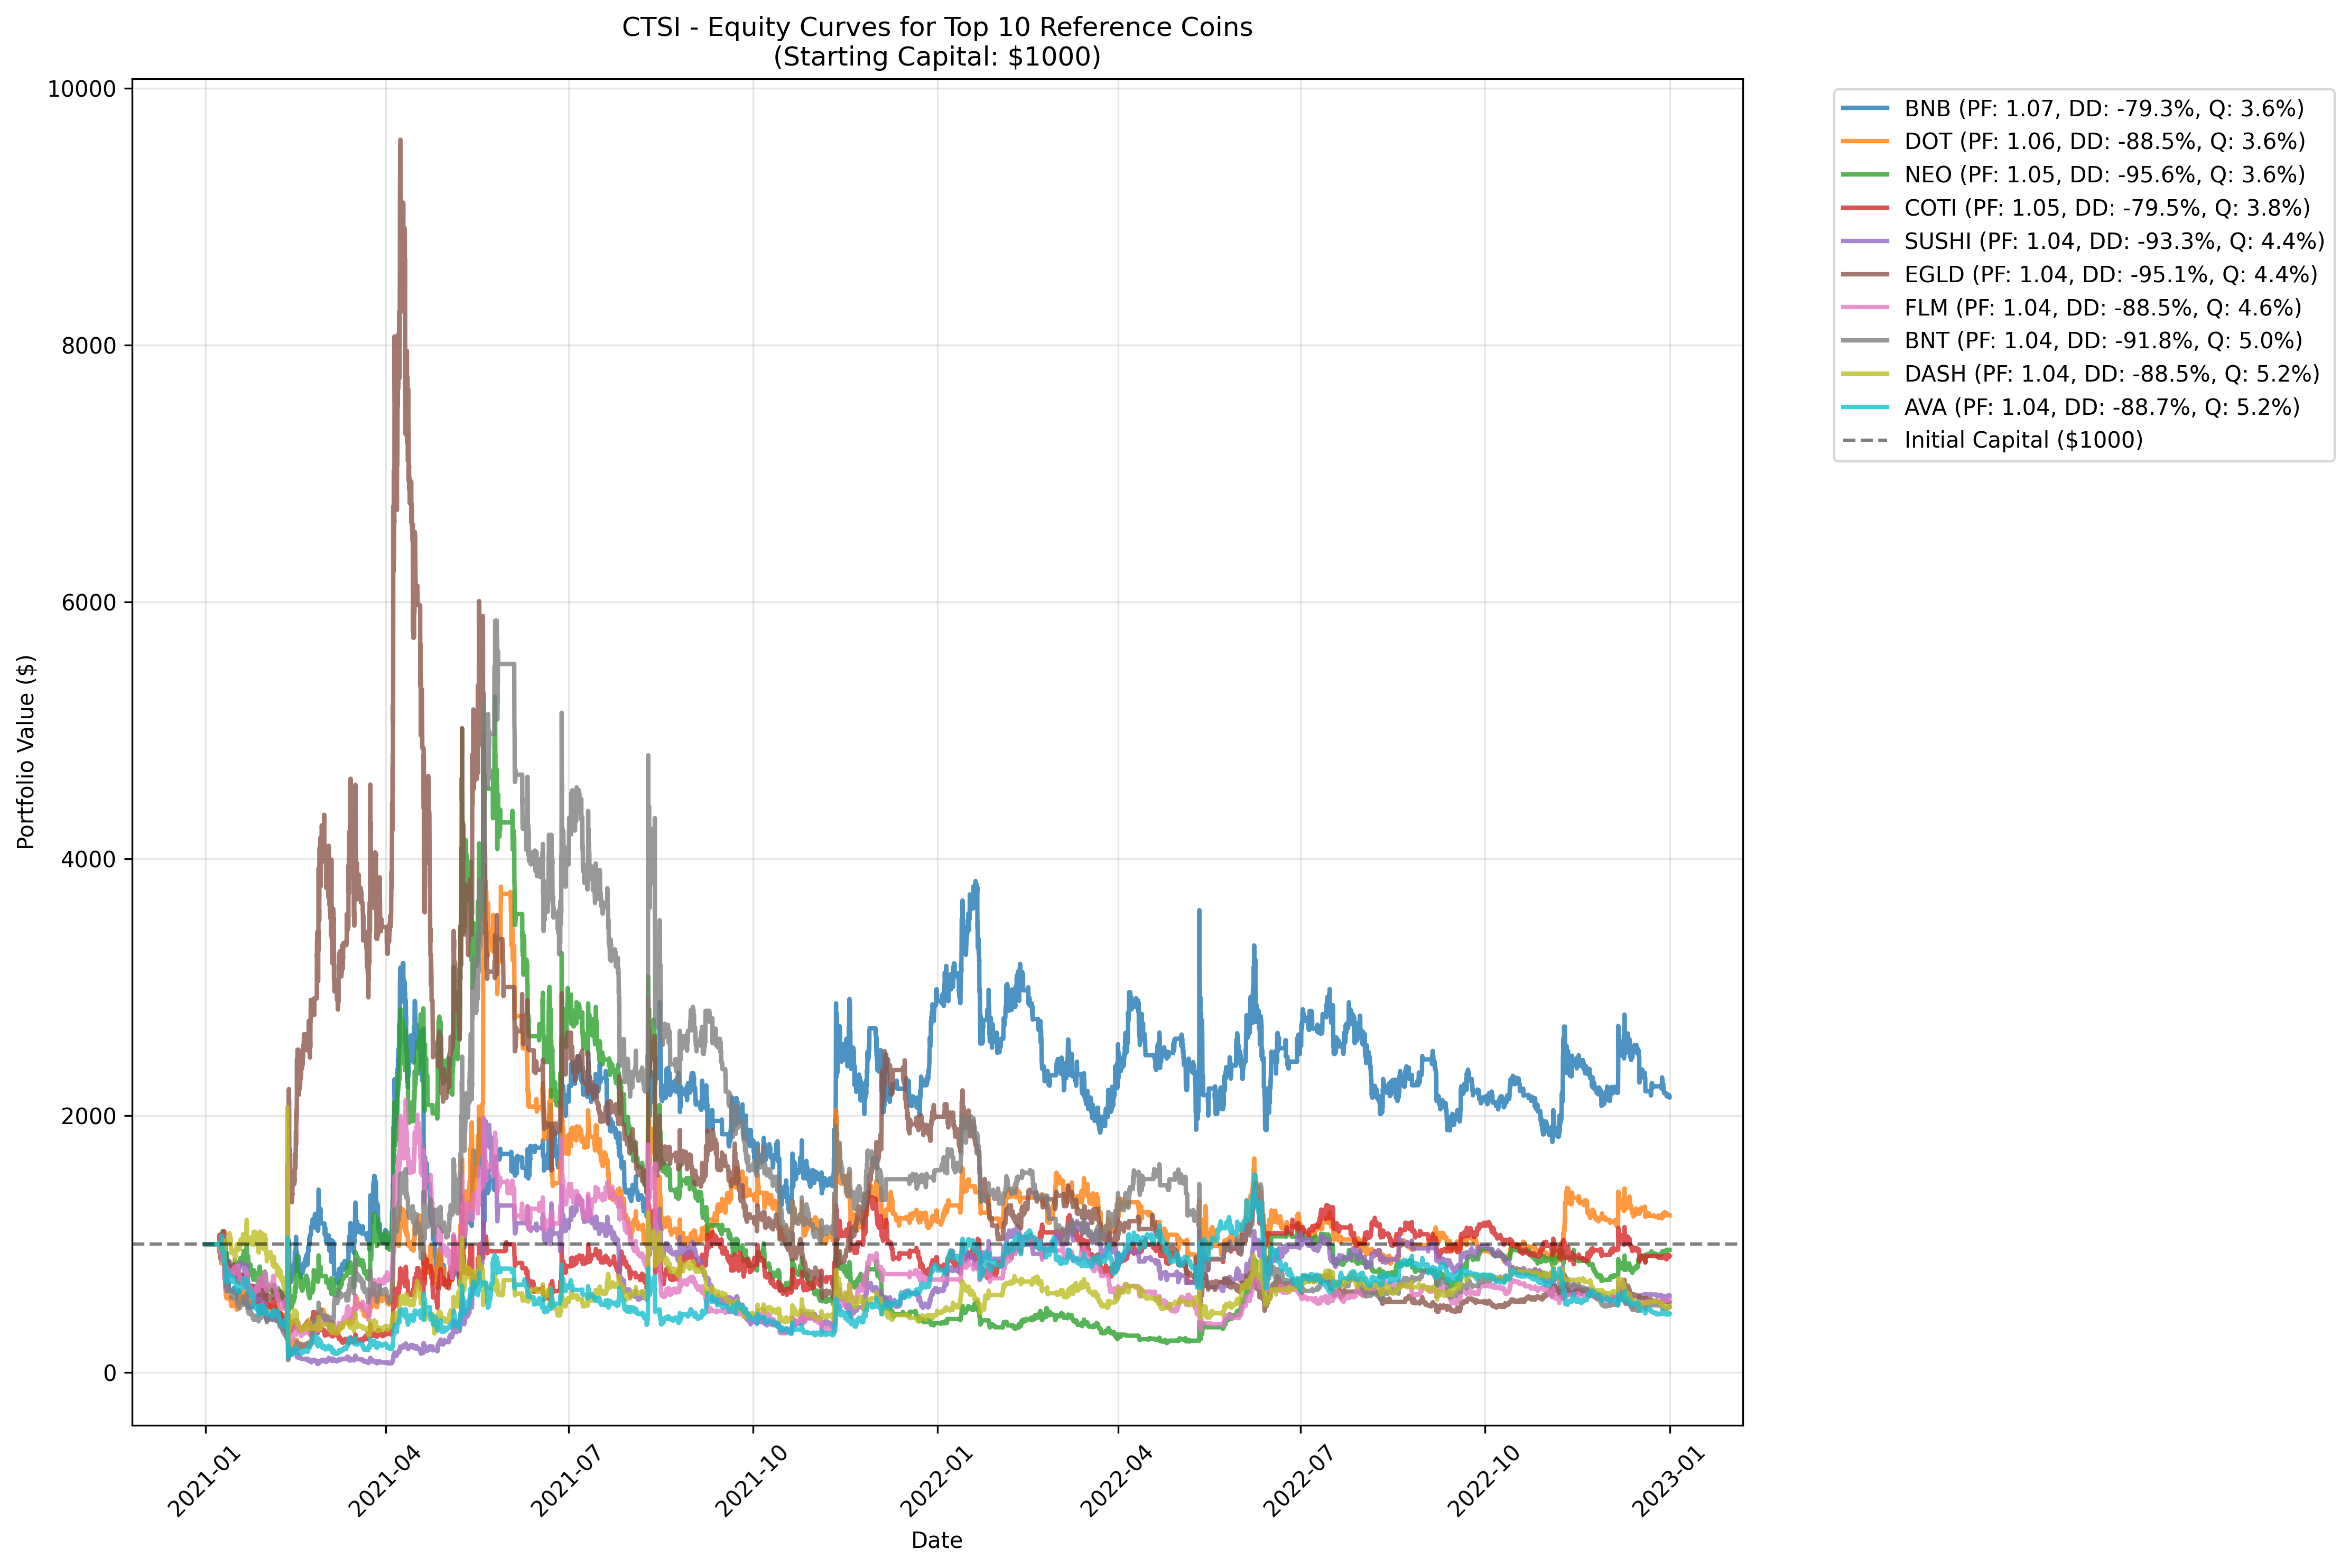 CTSI - Equity Curves for Top 10 Reference Coins
(Starting Capital: $1000)
10000
8000
6000
4000
2000
0
Portfolio Value ($)
2021-01
2021-04
2021-07
2021-10
2022-01
2022-04
2022-07
2022-10
2023-01
Date
BNB (PF: 1.07, DD: -79.3%, Q: 3.6%)
DOT (PF: 1.06, DD: -88.5%, Q: 3.6%)
NEO (PF: 1.05, DD: -95.6%, Q: 3.6%)
COTI (PF: 1.05, DD: -79.5%, Q: 3.8%)
SUSHI (PF: 1.04, DD: -93.3%, Q: 4.4%)
EGLD (PF: 1.04, DD: -95.1%, Q: 4.4%)
FLM (PF: 1.04, DD: -88.5%, Q: 4.6%)
BNT (PF: 1.04, DD: -91.8%, Q: 5.0%)
DASH (PF: 1.04, DD: -88.5%, Q: 5.2%)
AVA (PF: 1.04, DD: -88.7%, Q: 5.2%)
Initial Capital ($1000)